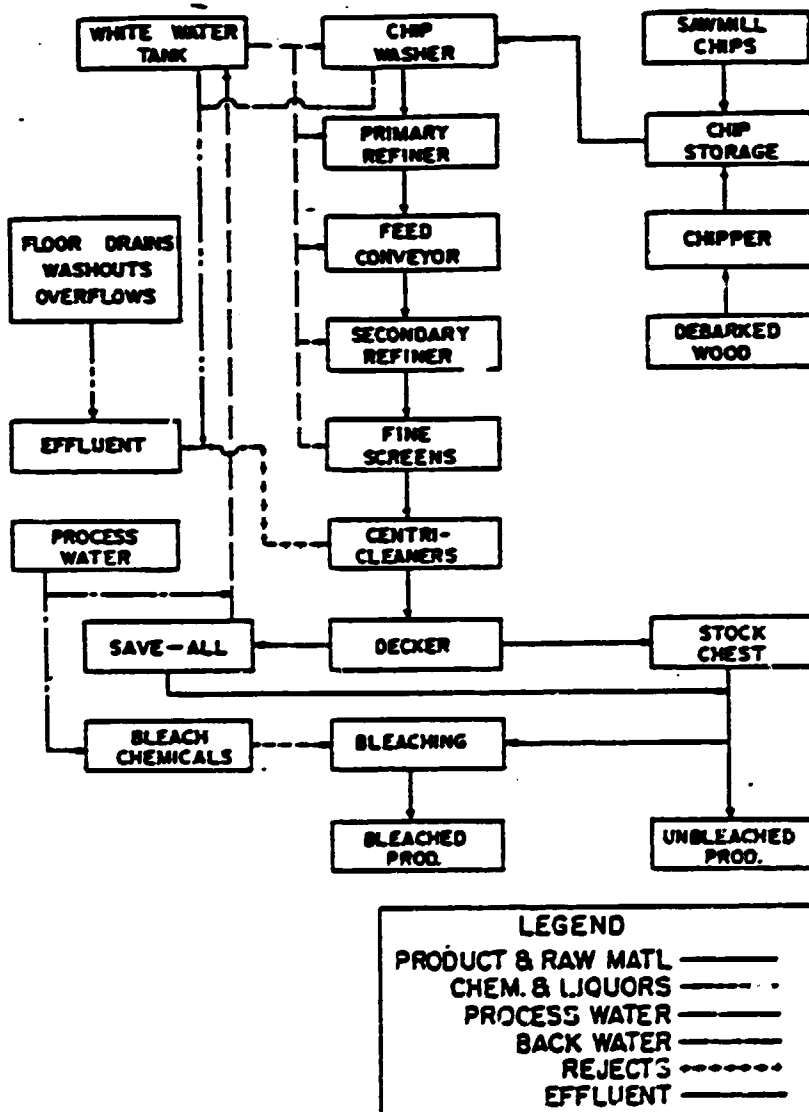 WHITE WATER
TANK
CHIP
WASHER
SAWMILL
CHIPS
PRIMARY
REFINER
CHIP
STORAGE
FLOOR DRAINS
WASHOUTS
OVERFLOWS
FEED
CONVEYOR
CHIPPER
SECONDARY
REFINER
DEBARKED
WOOD
EFFLUENT
FINE
SCREENS
PROCESS
WATER
CENTRI-
CLEANERS
SAVE-ALL
DECKER
STOCK
CHEST
BLEACH
CHEMICALS
BLEACHING
BLEACHED
PROD.
UNBLEACHED
PROD.
LEGEND
PRODUCT & RAW MATL
CHEM. & LIQUORS
PROCESS WATER
BACK WATER
REJECTS
EFFLUENT